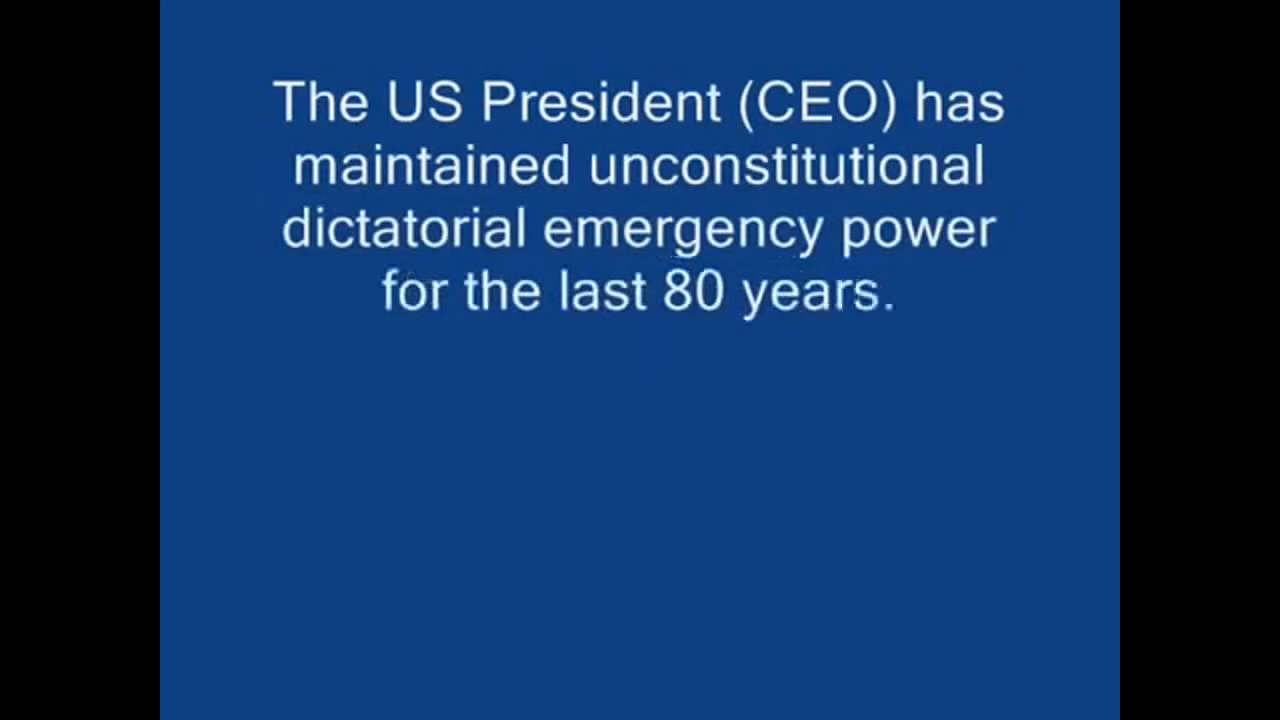 The US President (CEO) has
maintained unconstitutional
dictatorial emergency power
for the last 80 years.